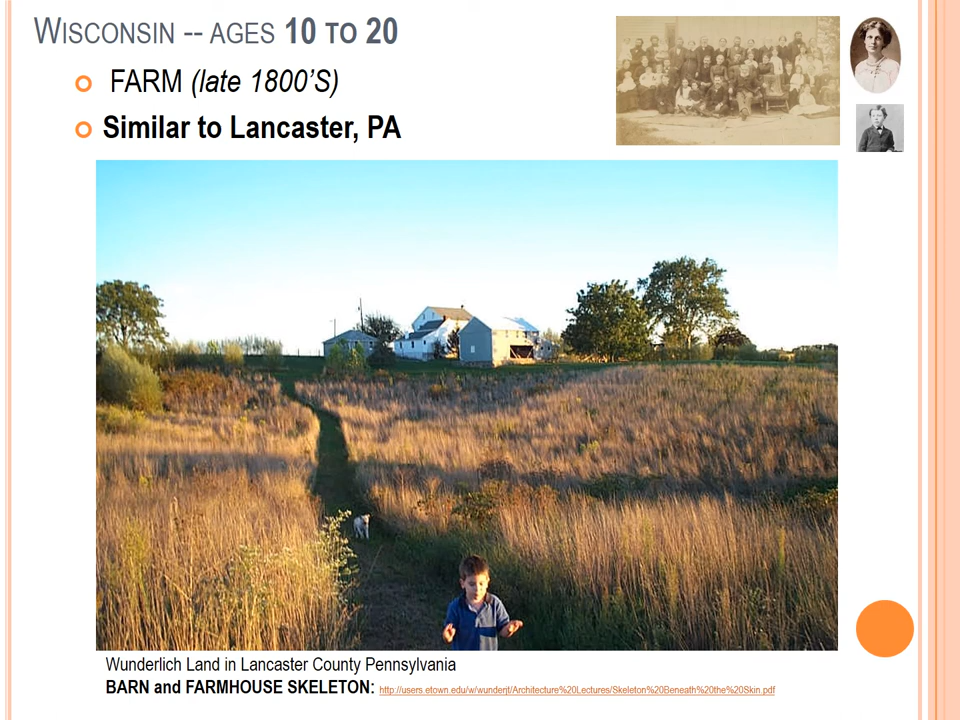 WISCONSIN -- AGES 10 TO 20
FARM (late 1800'S)
Similar to Lancaster, PA
Wunderlich Land in Lancaster County Pennsylvania
BARN and FARMHOUSE SKELETON: http://users.etown.edu/w/wunderjt/Architecture%20Lectures/Skeleton%20Beneath%20the%20Skin.pdf